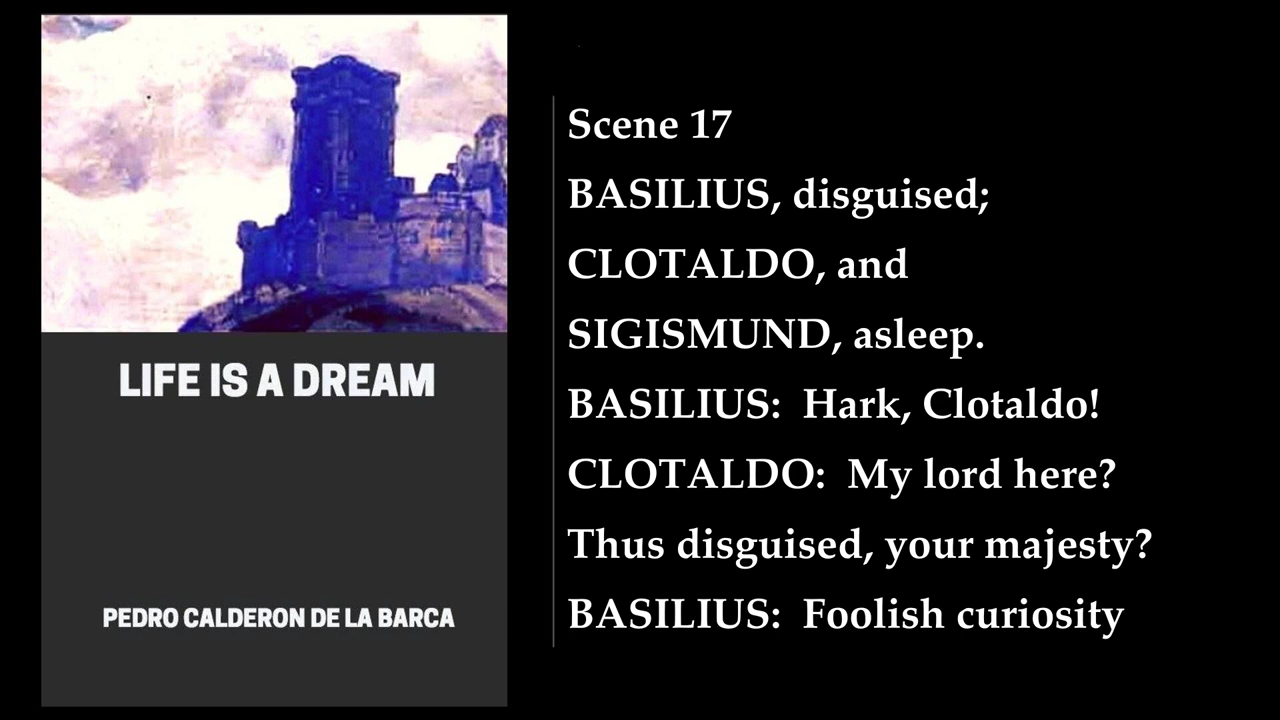 LIFE IS A DREAM
PEDRO CALDERON DE LA BARCA
Scene 17
BASILIUS, disguised;
CLOTALDO, and
SIGISMUND, asleep.
BASILIUS:  Hark, Clotaldo!
CLOTALDO:  My lord here?
Thus disguised, your majesty?
BASILIUS:  Foolish curiosity